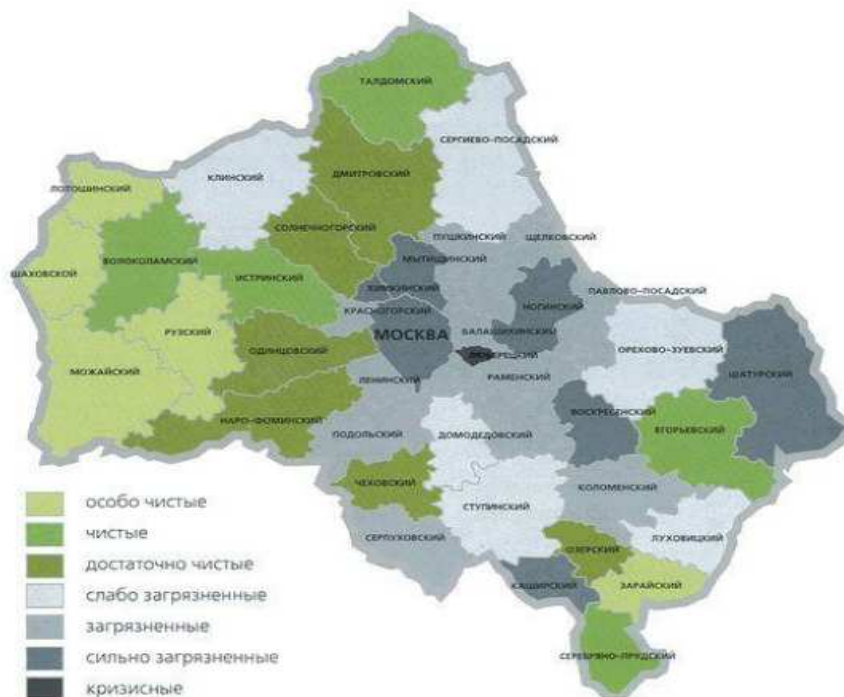 ТАЛДОМСКИЙ
СЕРГИЕВО-ПОСАДСКИЙ
КЛИНСКИЙ
ДМИТРОВСКИЙ
ЛОТОШИНСКИЙ
СОЛНЕЧНОГОРСКИЙ
ПУШКИНСКИЙ
ЩЕЛКОВСКИЙ
ВОЛОКОЛАМСКИЙ
МЫТИЩИНСКИЙ
ШАХОВСКОЙ
ИСТРИНСКИЙ
ХИМКИНСКИЙ
ПАВЛОВО-ПОСАДСКИЙ
НОГИНСКИЙ
КРАСНОГОРСКИЙ
РУЗСКИЙ
МОСКВА
БАЛАШИХИНСКИЙ
ОДИНЦОВСКИЙ
ЛЮБЕРЕЦКИЙ
ОРЕХОВО-ЗУЕВСКИЙ
МОЖАЙСКИЙ
ЛЕНИНСКИЙ
РАМЕНСКИЙ
ШАТУРСКИЙ
НАРО-ФОМИНСКИЙ
ВОСКРЕСЕНСКИЙ
ЕГОРЬЕВСКИЙ
ПОДОЛЬСКИЙ
ДОМОДЕДОВСКИЙ
ЧЕХОВСКИЙ
КОЛОМЕНСКИЙ
СТУПИНСКИЙ
СЕРПУХОВСКИЙ
ЛУХОВИЦКИЙ
ОЗЕРСКИЙ
КАШИРСКИЙ
ЗАРАЙСКИЙ
СЕРЕБРЯНО-ПРУДСКИЙ
особо чистые
чистые
достаточно чистые
слабо загрязненные
загрязненные
сильно загрязненные
кризисные